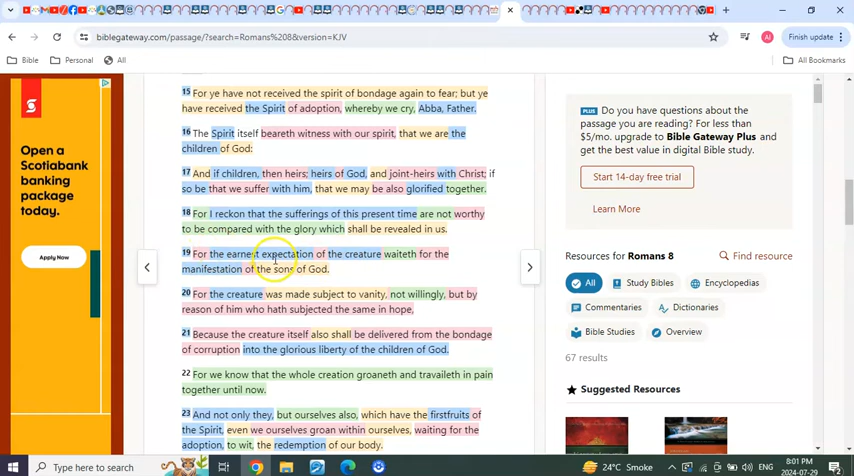 biblegateway.com/passage/?search=Romans%208&version=KJV
AI
Finish update
Bible
Personal
All
All Bookmarks
Open a
Scotiabank
banking
package
today.
Apply Now
15 For ye have not received the spirit of bondage again to fear; but ye
have received the Spirit of adoption, whereby we cry, Abba, Father.
16 The Spirit itself beareth witness with our spirit, that we are the
children of God:
17 And if children, then heirs; heirs of God, and joint-heirs with Christ; if
so be that we suffer with him, that we may be also glorified together.
18 For I reckon that the sufferings of this present time are not worthy
to be compared with the glory which shall be revealed in us.
19 For the earnest expectation of the creature waiteth for the
manifestation of the sons of God.
20 For the creature was made subject to vanity, not willingly, but by
reason of him who hath subjected the same in hope,
21 Because the creature itself also shall be delivered from the bondage
of corruption into the glorious liberty of the children of God.
22 For we know that the whole creation groaneth and travaileth in pain
together until now.
23 And not only they, but ourselves also, which have the firstfruits of
the Spirit, even we ourselves groan within ourselves, waiting for the
adoption, to wit, the redemption of our body.
PLUS Do you have questions about the
passage you are reading? For less than
$5/mo. upgrade to Bible Gateway Plus and
get the best value in digital Bible study.
Start 14-day free trial
Learn More
Resources for Romans 8
Find resource
All
Study Bibles
Encyclopedias
Commentaries
Dictionaries
Bible Studies
Overview
67 results
Suggested Resources
Type here to search
24°C Smoke
ENG
8:01 PM
2024-07-29